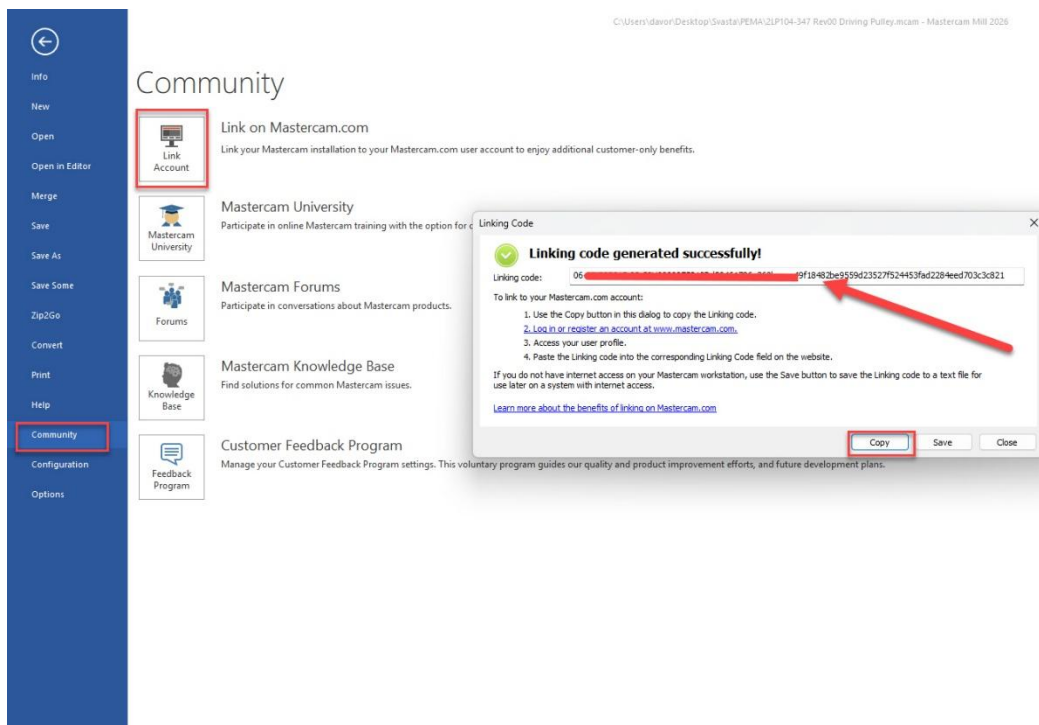 C:\Users\davor\Desktop\Svasta\PEMA\2LP104-347 Rev00 Driving Pulley.mcam - Mastercam Mill 2026
Info
New
Open
Open in Editor
Merge
Save
Save As
Save Some
Zip2Go
Convert
Print
Help
Community
Configuration
Options
Community
Link Account
Link on Mastercam.com
Link your Mastercam installation to your Mastercam.com user account to enjoy additional customer-only benefits.
Mastercam University
Mastercam University
Participate in online Mastercam training with the option for
Forums
Mastercam Forums
Participate in conversations about Mastercam products.
Knowledge Base
Mastercam Knowledge Base
Find solutions for common Mastercam issues.
Feedback Program
Customer Feedback Program
Manage your Customer Feedback Program settings. This voluntary program guides our quality and product improvement efforts, and future development plans.
Linking Code
Linking code generated successfully!
Linking code: 06 49f18482be9559d23527f524453fad2284eed703c3c821
To link to your Mastercam.com account:
1. Use the Copy button in this dialog to copy the Linking code.
2. Log in or register an account at www.mastercam.com.
3. Access your user profile.
4. Paste the Linking code into the corresponding Linking Code field on the website.
If you do not have internet access on your Mastercam workstation, use the Save button to save the Linking code to a text file for
use later on a system with internet access.
Learn more about the benefits of linking on Mastercam.com
Copy
Save
Close